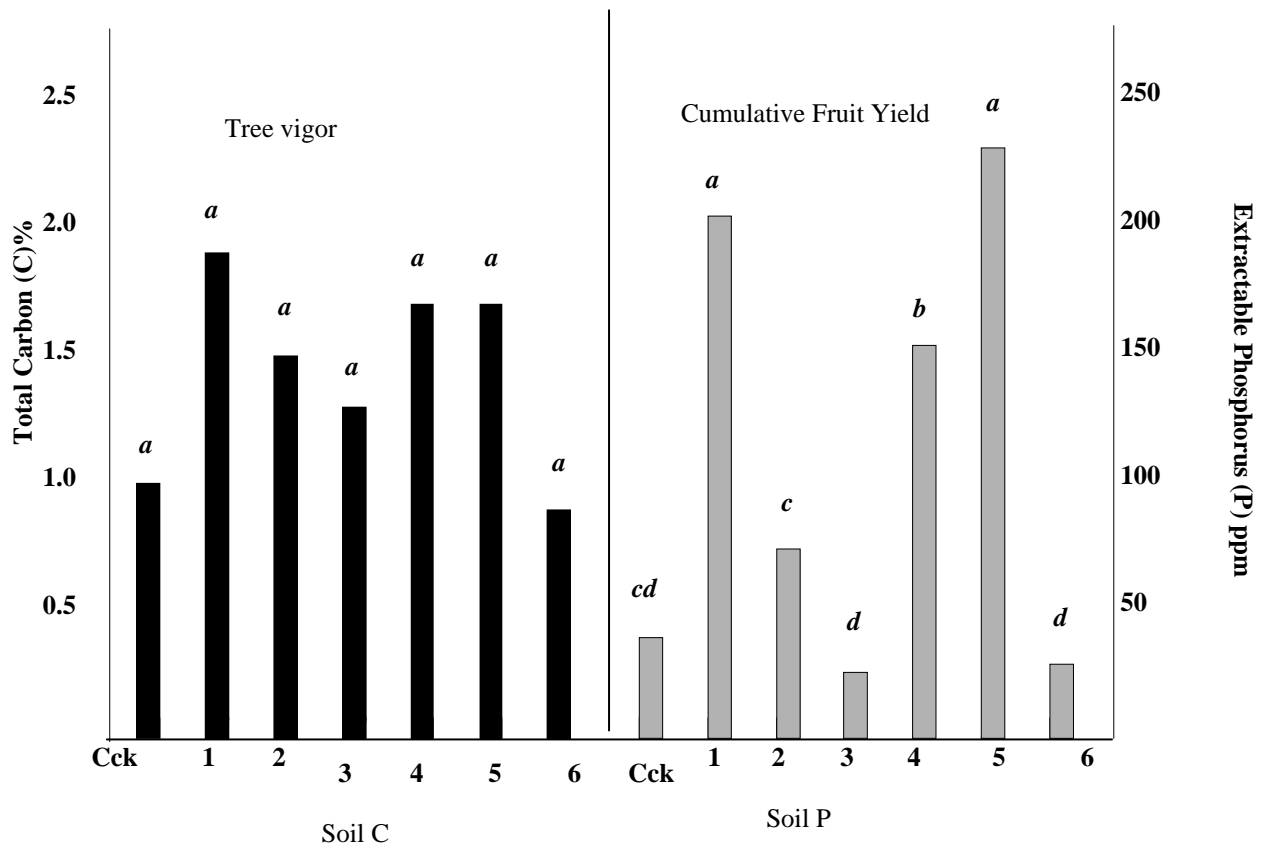 Tree vigor
Cumulative Fruit Yield
Total Carbon (C)%
2.5
2.0
1.5
1.0
0.5
a
a
a
a
a
a
a
cd
a
c
d
b
a
d
250
200
150
100
50
Extractable Phosphorus (P) ppm
Cck 1 2 3 4 5 6
Cck 1 2 3 4 5 6
Soil C
Soil P